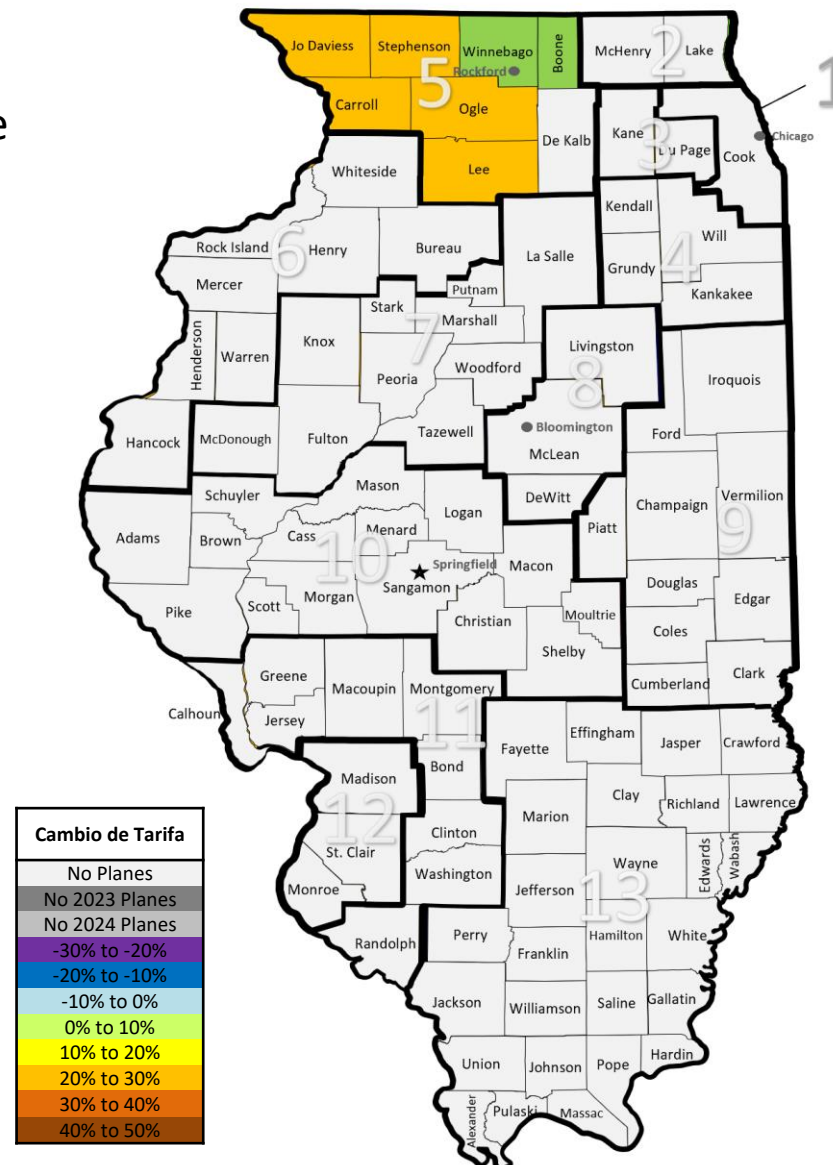 e
Jo Daviess
Stephenson
Winnebago
Boone
McHenry
Lake
2
1
Rockford
5
Carroll
Ogle
De Kalb
Kane
3
Du Page
Cook
Chicago
Lee
Whiteside
Kendall
Will
Rock Island
6
Henry
Bureau
La Salle
Grundy
4
Mercer
Putnam
Kankakee
Stark
Marshall
7
Henderson
Warren
Knox
Peoria
Woodford
Livingston
8
Iroquois
Hancock
McDonough
Fulton
Tazewell
Bloomington
McLean
Ford
Schuyler
Mason
Logan
DeWitt
Champaign
Vermilion
Adams
Brown
Cass
Menard
Piatt
9
10
Springfield
Macon
Sangamon
Douglas
Edgar
Pike
Scott
Morgan
Christian
Moultrie
Coles
Shelby
Clark
Greene
Macoupin
Montgomery
Cumberland
Calhoun
Jersey
11
Effingham
Jasper
Crawford
Fayette
Madison
Bond
12
Clay
Richland
Lawrence
Marion
Clinton
St. Clair
Wayne
Edwards
Wabash
Monroe
Washington
Jefferson
13
Randolph
Perry
Hamilton
White
Franklin
Jackson
Williamson
Saline
Gallatin
Union
Johnson
Pope
Hardin
Alexander
Pulaski
Massac
Cambio de Tarifa
No Planes
No 2023 Planes
No 2024 Planes
-30% to -20%
-20% to -10%
-10% to 0%
0% to 10%
10% to 20%
20% to 30%
30% to 40%
40% to 50%